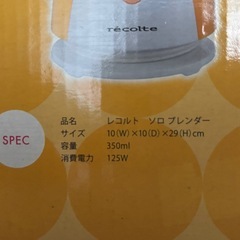 récolte
SPEC
品名 レコルト ソロ ブレンダー
サイズ 10(W)×10(D)×29(H)cm
容量 350ml
消費電力 125W